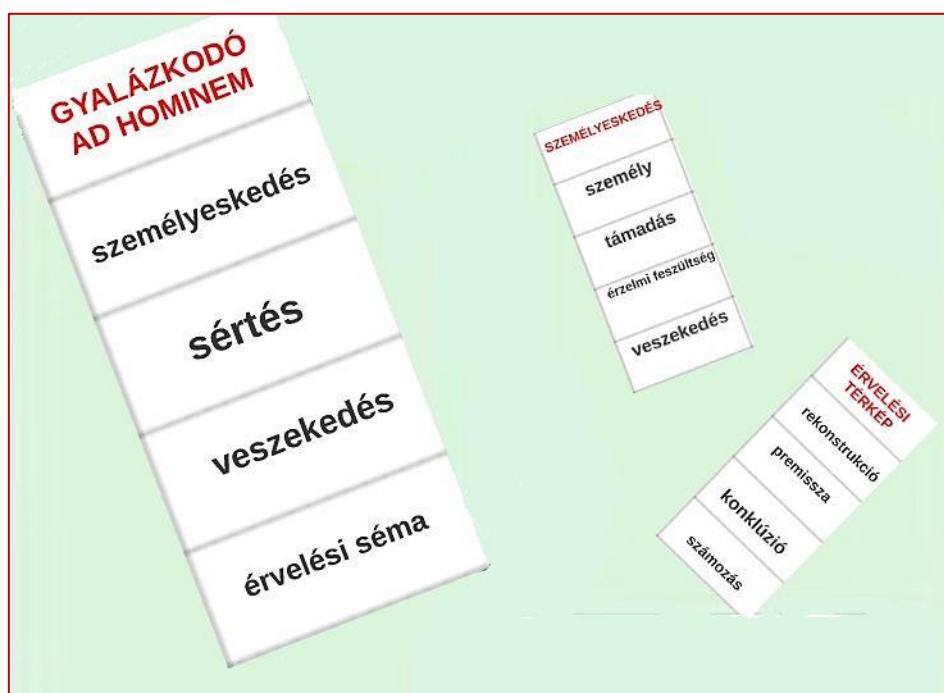 GYALÁZKODÓ
AD HOMINEM
személyeskedés
sértés
veszekedés
érvelési séma
SZEMÉLYESKEDÉS
személy
támadás
érzelmi feszültség
veszekedés
ÉRVELÉSI
TÉRKÉP
rekonstrukció
premissza
konklúzió
számozás